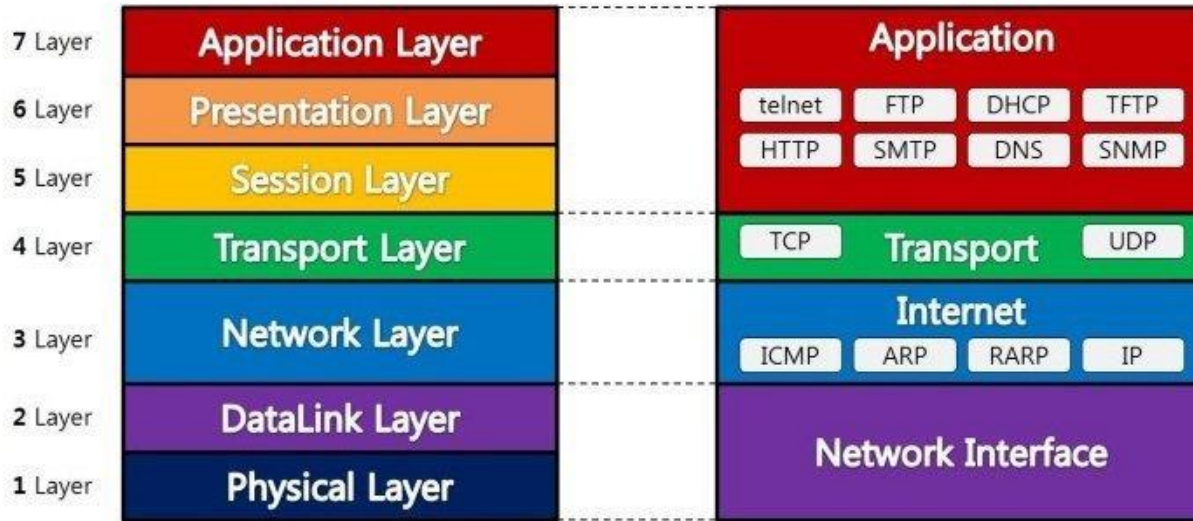 7 Layer
Application Layer
6 Layer
Presentation Layer
5 Layer
Session Layer
4 Layer
Transport Layer
3 Layer
Network Layer
2 Layer
DataLink Layer
1 Layer
Physical Layer
Application
telnet FTP DHCP TFTP
HTTP SMTP DNS SNMP
TCP Transport UDP
Internet
ICMP ARP RARP IP
Network Interface